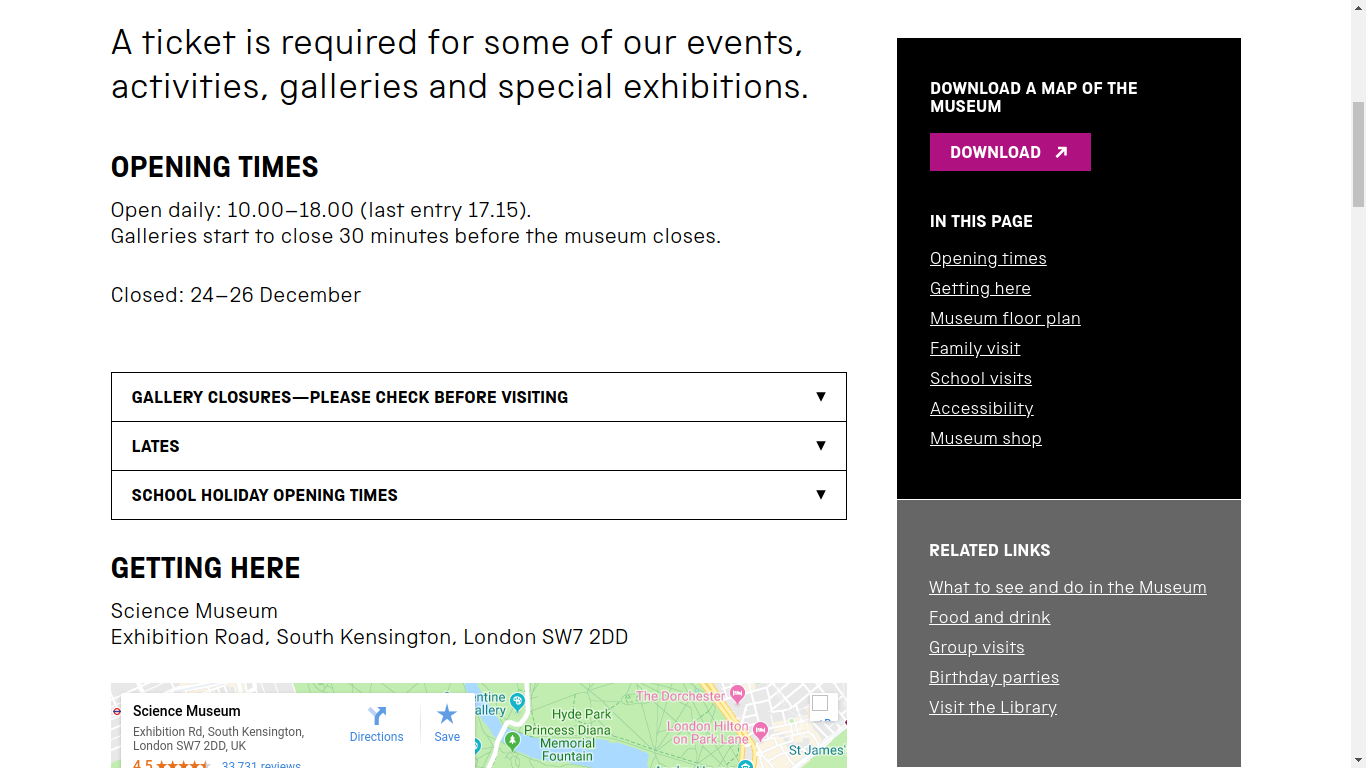 A ticket is required for some of our events,
activities, galleries and special exhibitions.
OPENING TIMES
Open daily: 10.00–18.00 (last entry 17.15).
Galleries start to close 30 minutes before the museum closes.
Closed: 24–26 December
GALLERY CLOSURES—PLEASE CHECK BEFORE VISITING
LATES
SCHOOL HOLIDAY OPENING TIMES
GETTING HERE
Science Museum
Exhibition Road, South Kensington, London SW7 2DD
Science Museum
Exhibition Rd, South Kensington,
London SW7 2DD, UK
4.5
33,731 reviews
Directions
Save
Hyde Park
Princess Diana
Memorial
Fountain
The Dorchester
London Hilton
on Park Lane
St James'
DOWNLOAD A MAP OF THE
MUSEUM
DOWNLOAD
IN THIS PAGE
Opening times
Getting here
Museum floor plan
Family visit
School visits
Accessibility
Museum shop
RELATED LINKS
What to see and do in the Museum
Food and drink
Group visits
Birthday parties
Visit the Library